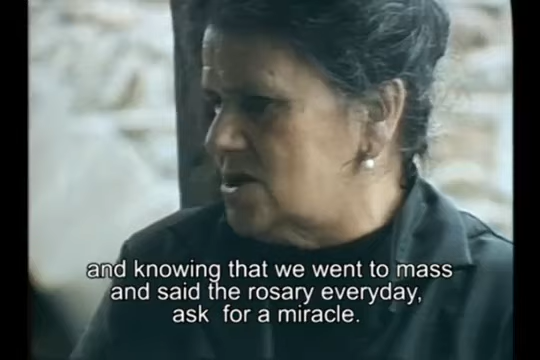 and knowing that we went to mass
and said the rosary everyday,
ask for a miracle.